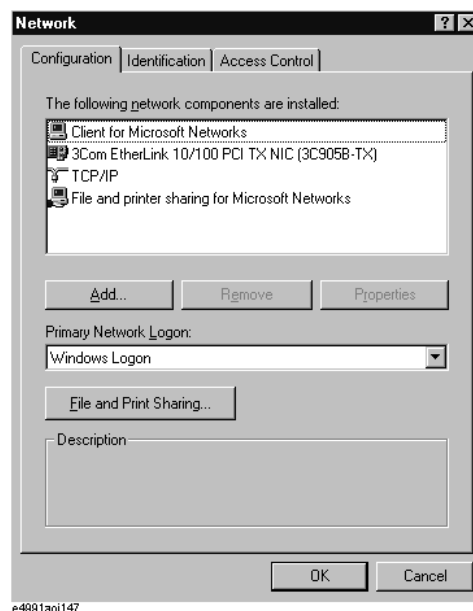 Network
Configuration Identification Access Control
The following network components are installed:
Client for Microsoft Networks
3Com EtherLink 10/100 PCI TX NIC (3C905B-TX)
TCP/IP
File and printer sharing for Microsoft Networks
Add... Remove Properties
Primary Network Logon:
Windows Logon
File and Print Sharing...
Description
OK Cancel
e4991aoj147